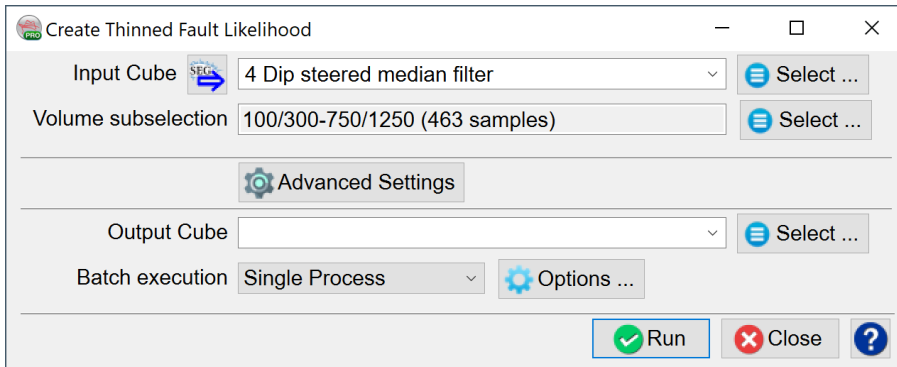 PRO Create Thinned Fault Likelihood
Input Cube SEG 4 Dip steered median filter Select ...
Volume subselection 100/300-750/1250 (463 samples) Select ...
Advanced Settings
Output Cube Select ...
Batch execution Single Process Options ...
Run Close ?